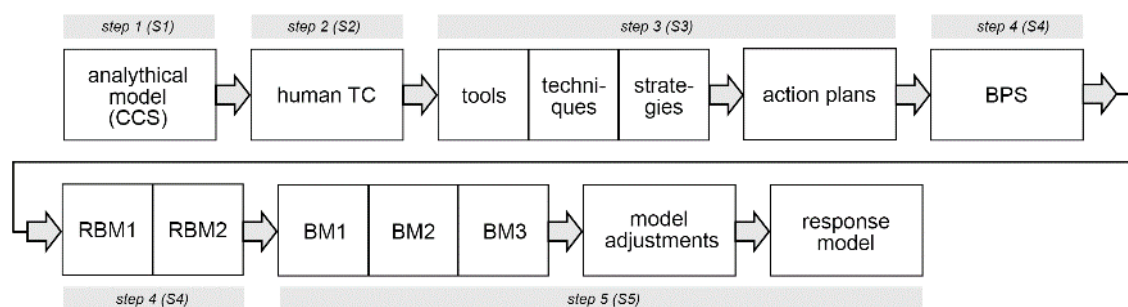 step 1 (S1)
step 2 (S2)
step 3 (S3)
step 4 (S4)
analythical
model
(CCS)
human TC
tools
techni-
ques
strate-
gies
action plans
BPS
RBM1
RBM2
BM1
BM2
BM3
model
adjustments
response
model
step 4 (S4)
step 5 (S5)